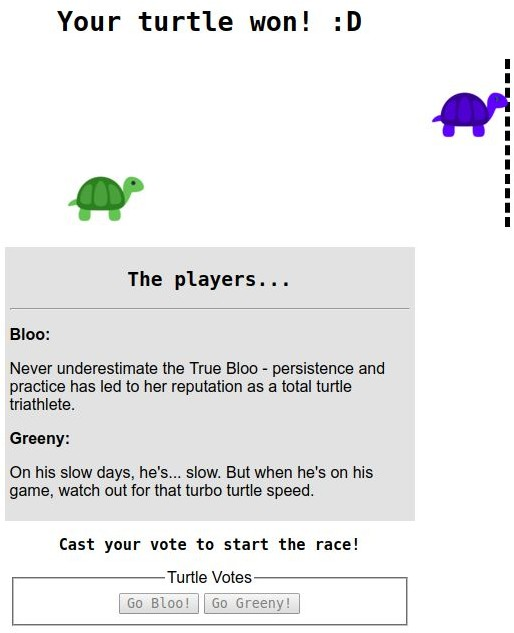 Your turtle won! :D
The players...
Bloo:
Never underestimate the True Bloo - persistence and
practice has led to her reputation as a total turtle
triathlete.
Greeny:
On his slow days, he's... slow. But when he's on his
game, watch out for that turbo turtle speed.
Cast your vote to start the race!
Turtle Votes
Go Bloo! Go Greeny!